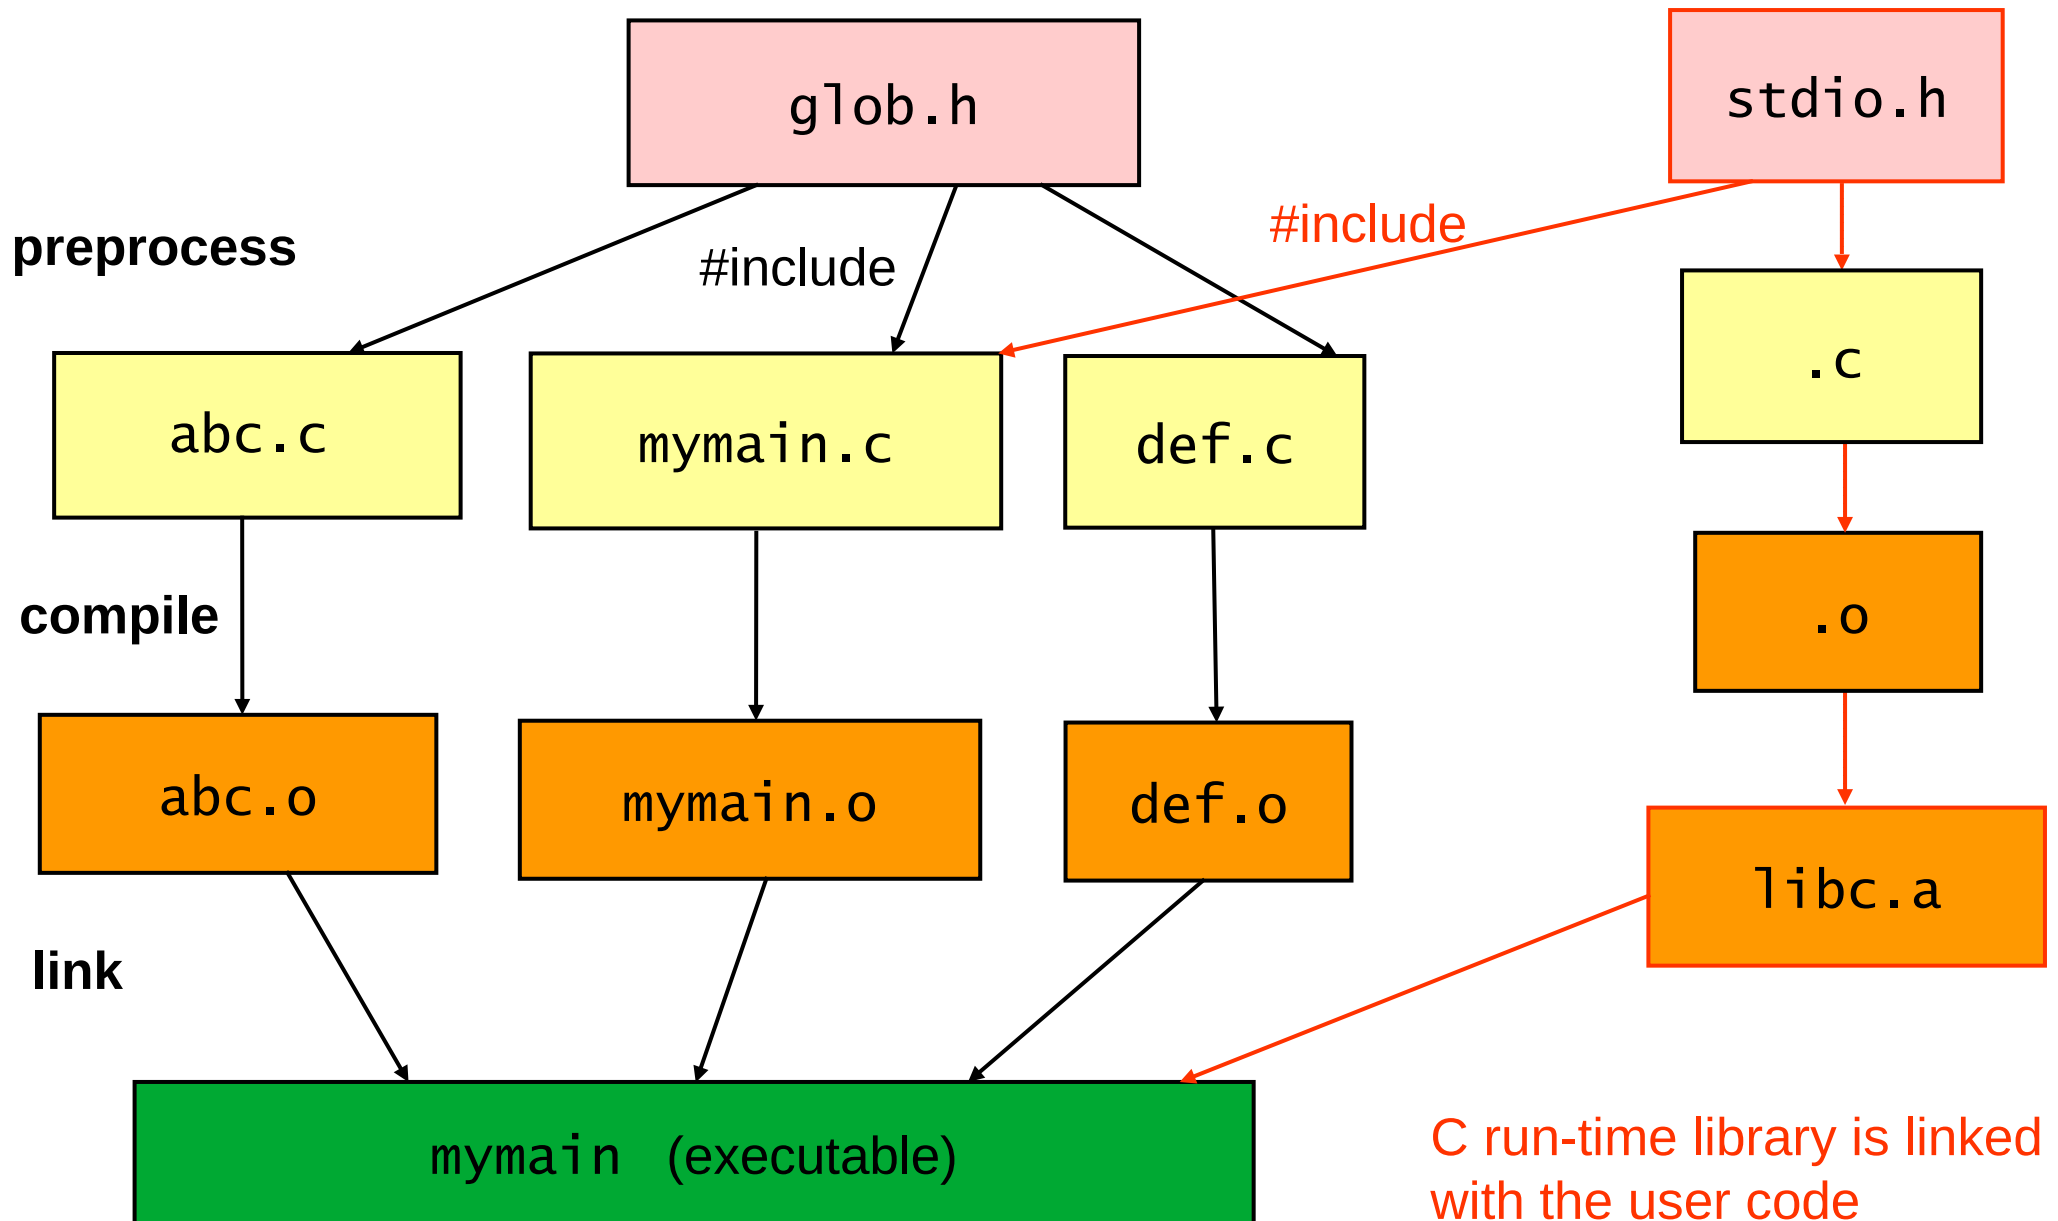 glob.h
stdio.h
#include
preprocess
#include
.c
abc.c
mymain.c
def.c
compile
.o
abc.o
mymain.o
def.o
libc.a
link
mymain (executable)
C run-time library is linked
with the user code